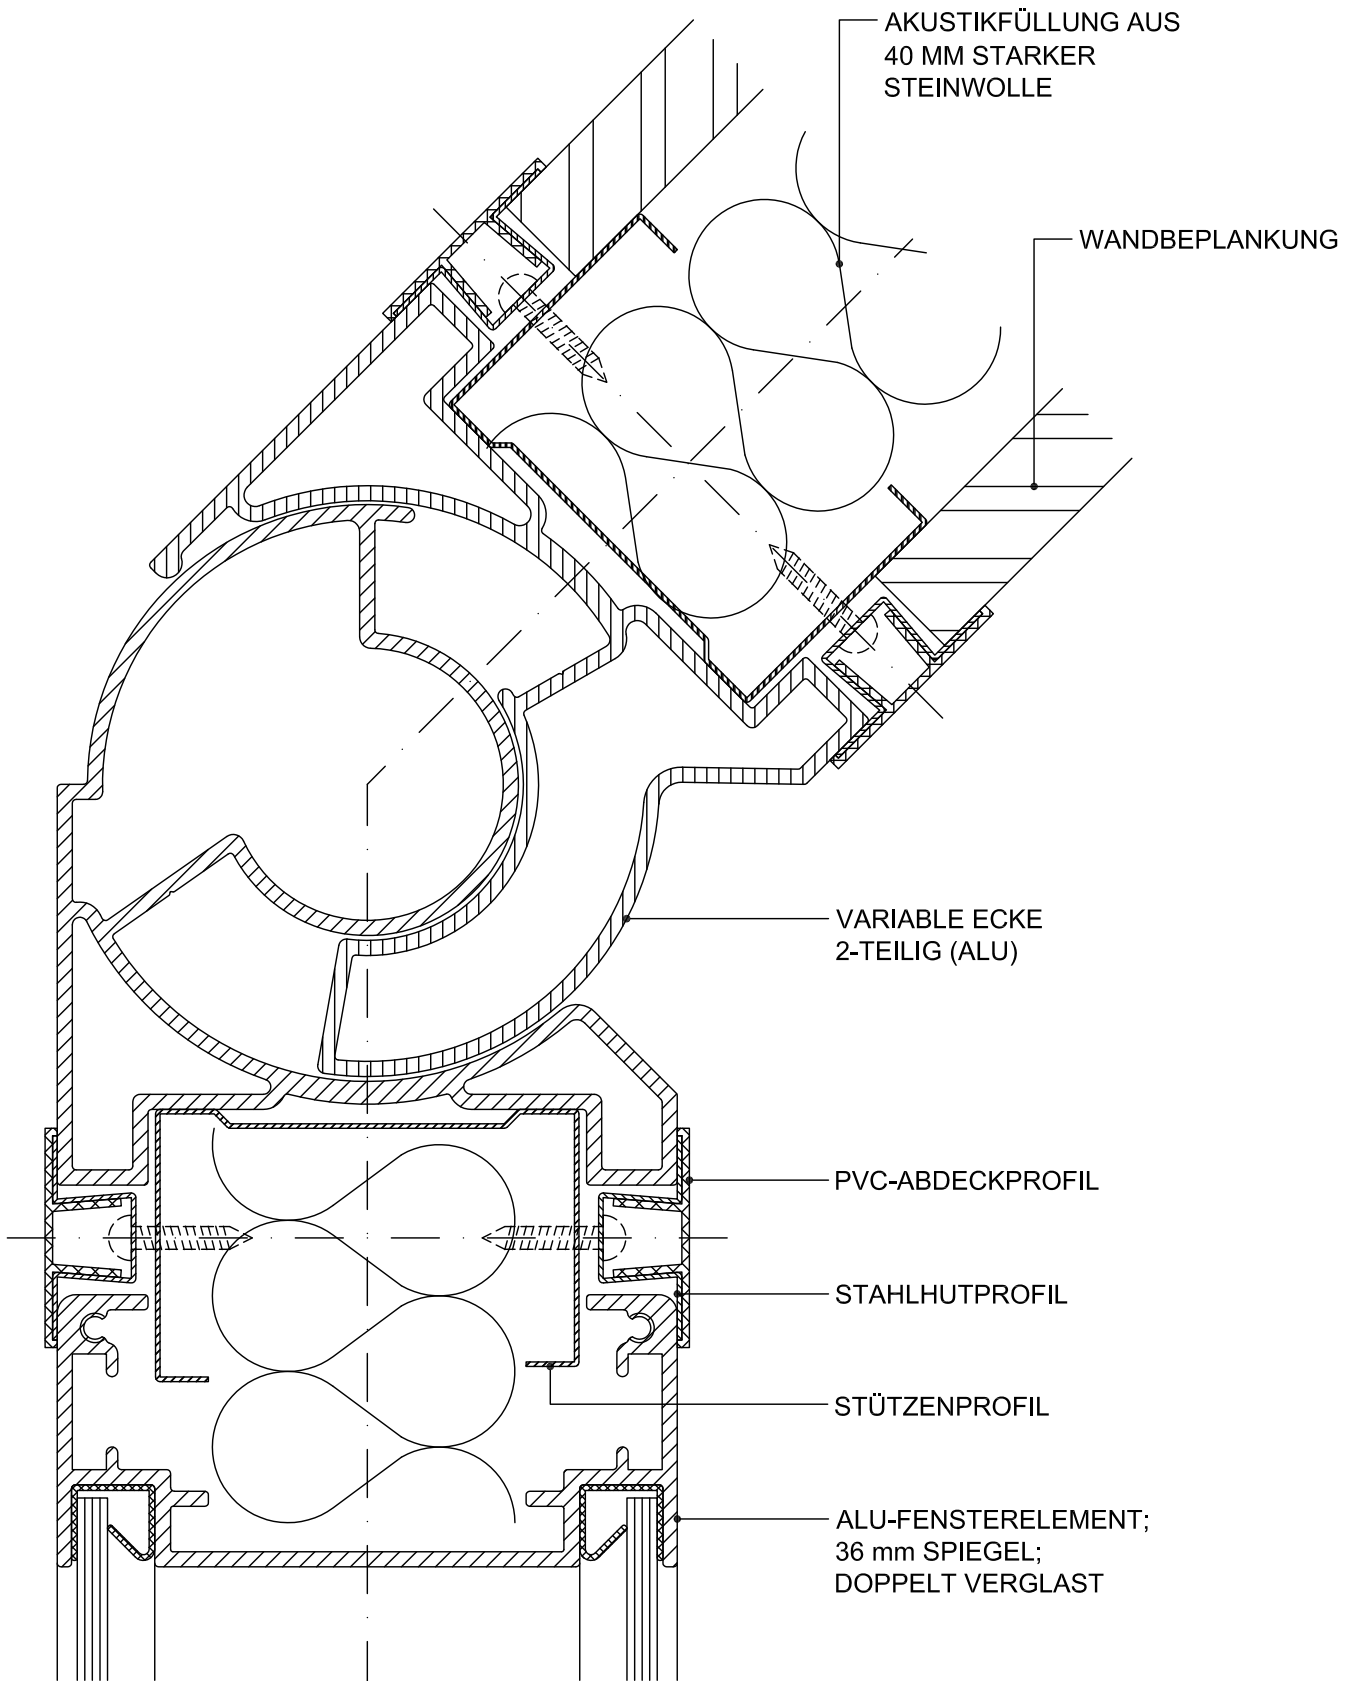 AKUSTIKFÜLLUNG AUS
40 MM STARKER
STEINWOLLE
WANDBEPLANKUNG
VARIABLE ECKE
2-TEILIG (ALU)
PVC-ABDECKPROFIL
STAHLHUTPROFIL
STÜTZENPROFIL
ALU-FENSTERELEMENT;
36 mm SPIEGEL;
DOPPELT VERGLAST